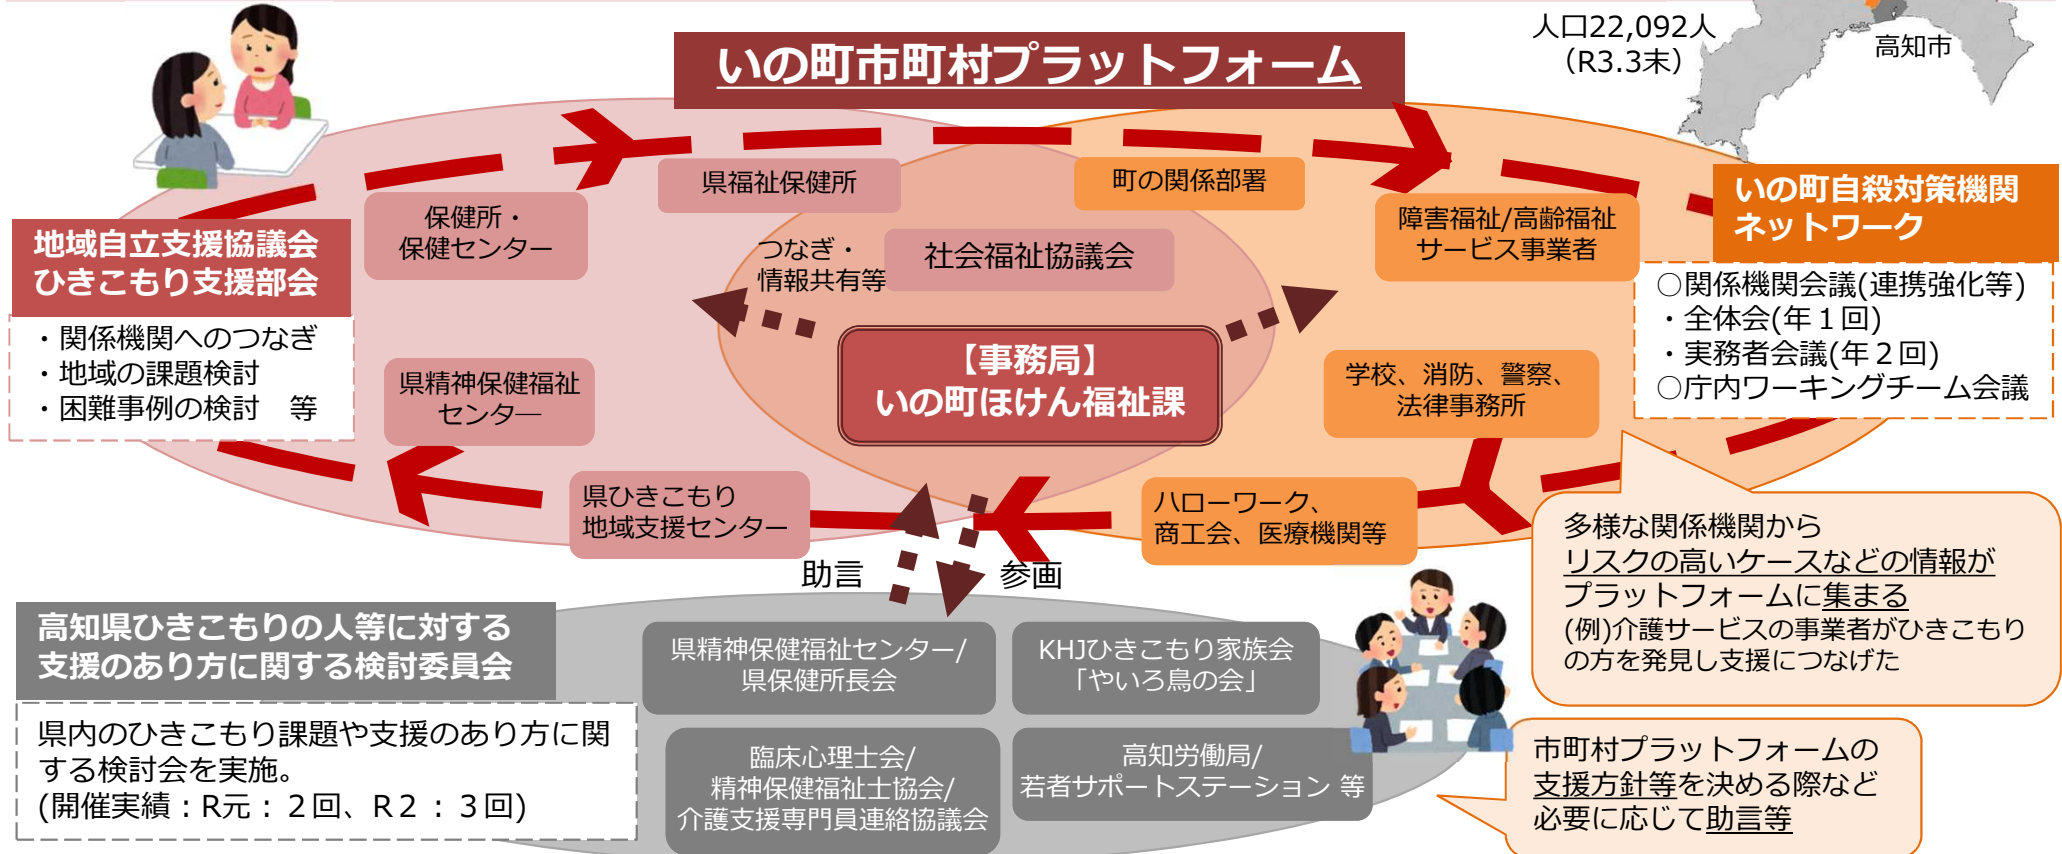 人口22,092人
（R3.3末）
高知市
いの町市町村プラットフォーム
県福祉保健所
町の関係部署
保健所・
保健センター
つなぎ・
情報共有等
社会福祉協議会
障害福祉/高齢福祉
サービス事業者
地域自立支援協議会
ひきこもり支援部会
・関係機関へのつなぎ
・地域の課題検討
・困難事例の検討　等
いの町自殺対策機関
ネットワーク
○関係機関会議(連携強化等)
・全体会(年１回)
・実務者会議(年２回)
○庁内ワーキングチーム会議
県精神保健福祉
センター
【事務局】
いの町ほけん福祉課
学校、消防、警察、
法律事務所
県ひきこもり
地域支援センター
ハローワーク、
商工会、医療機関等
助言
参画
多様な関係機関から
リスクの高いケースなどの情報が
プラットフォームに集まる
(例)介護サービスの事業者がひきこもり
の方を発見し支援につなげた
高知県ひきこもりの人等に対する
支援のあり方に関する検討委員会
県内のひきこもり課題や支援のあり方に関
する検討会を実施。
(開催実績：R元：２回、R２：３回)
県精神保健福祉センター/
県保健所長会
KHJひきこもり家族会
「やいろ鳥の会」
臨床心理士会/
精神保健福祉士協会/
介護支援専門員連絡協議会
高知労働局/
若者サポートステーション 等
市町村プラットフォームの
支援方針等を決める際など
必要に応じて助言等